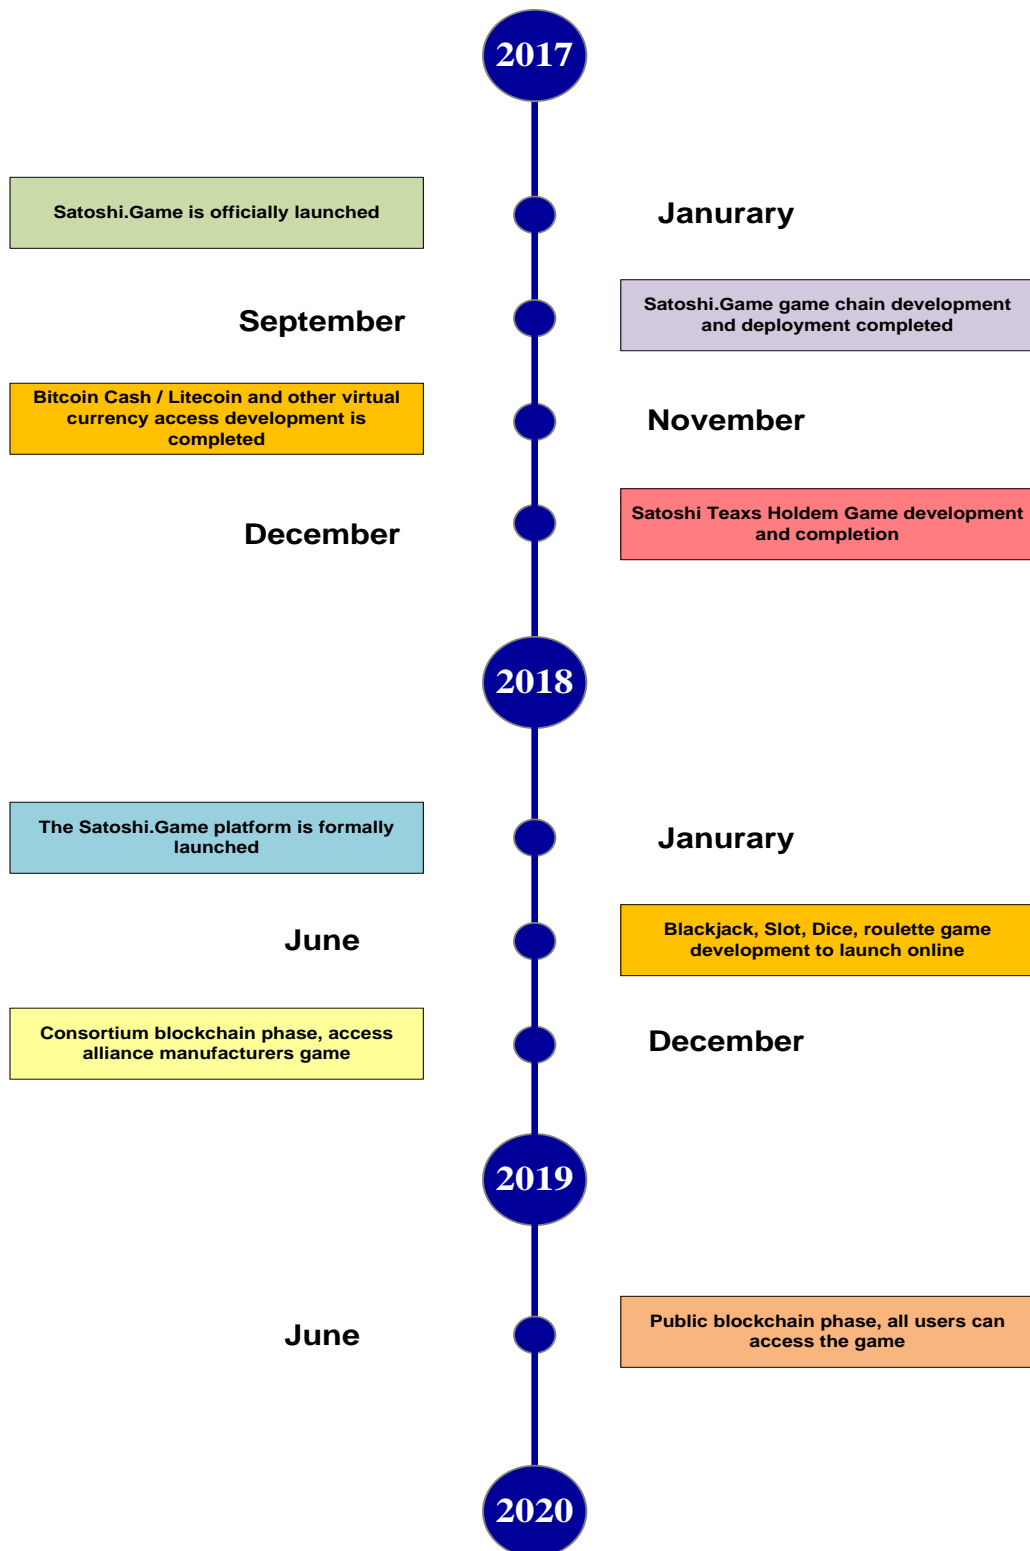 2017
Satoshi.Game is officially launched
Janurary
September
Satoshi.Game game chain development
and deployment completed
Bitcoin Cash / Litecoin and other virtual
currency access development is
completed
November
December
Satoshi Teaxs Holdem Game development
and completion
2018
The Satoshi.Game platform is formally
launched
Janurary
June
Blackjack, Slot, Dice, roulette game
development to launch online
Consortium blockchain phase, access
alliance manufacturers game
December
2019
June
Public blockchain phase, all users can
access the game
2020